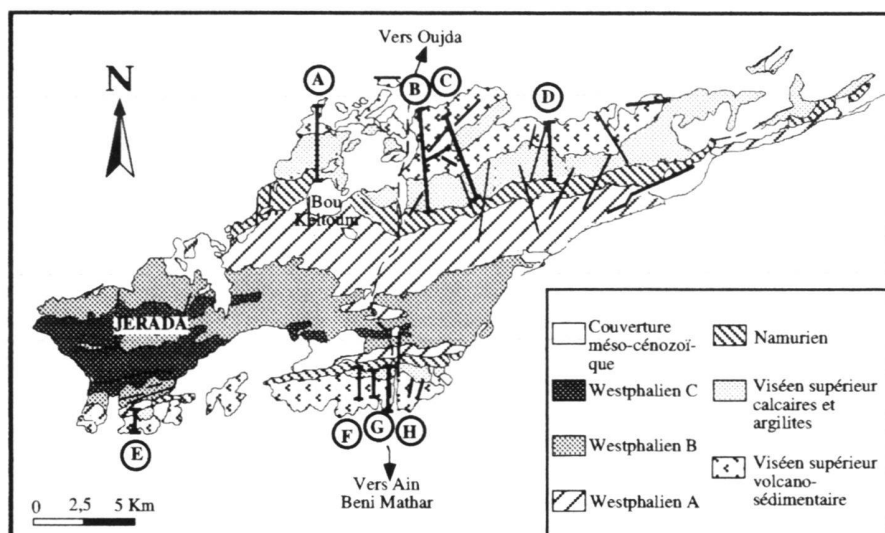 Vers Oujda
N
A
B
C
D
Bou
Keltoum
JERADA
E
F
G
H
Vers Ain
Beni Mathar
0 2,5 5 Km
Couverture
méso-cénozoï-
que
Westphalien C
Westphalien B
Westphalien A
Namurien
Viséen supérieur
calcaires et
argilites
Viséen supérieur
volcano-
sédimentaire